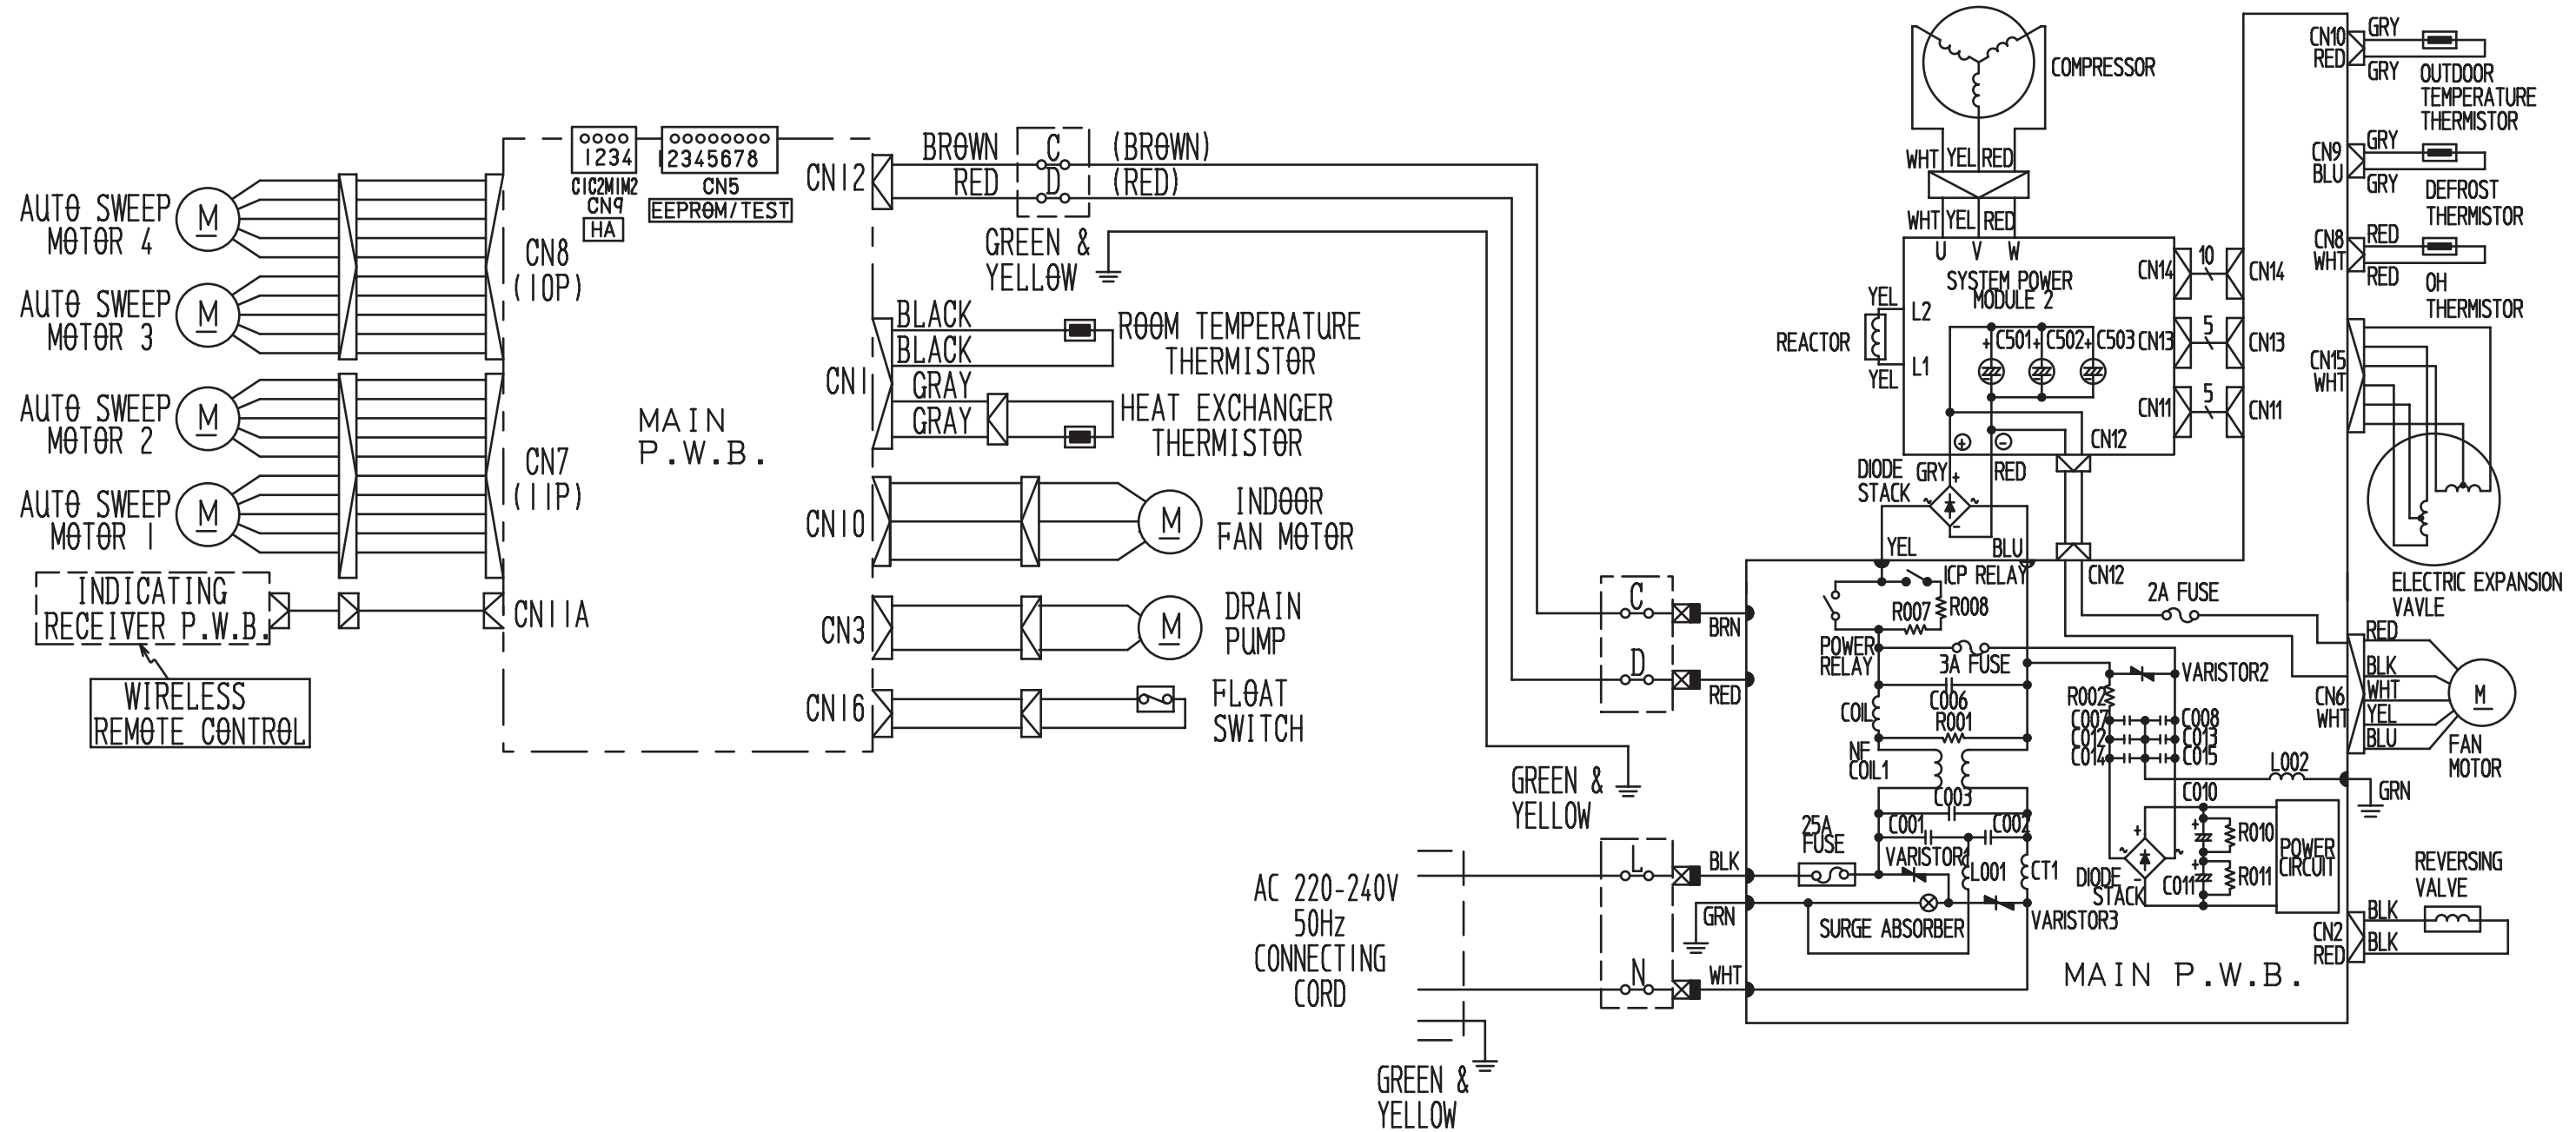 AUTO SWEEP
MOTOR 4
AUTO SWEEP
MOTOR 3
AUTO SWEEP
MOTOR 2
AUTO SWEEP
MOTOR 1
M
M
M
M
INDICATING
RECEIVER P.W.B.
WIRELESS
REMOTE CONTROL
CN8
(10P)
CN7
(11P)
CN11A
1234
C1C2M1M2
CN9
HA
12345678
CN5
EEPROM/TEST
MAIN
P.W.B.
CN12
BROWN
RED
C
D
(BROWN)
(RED)
GREEN &
YELLOW
CN1
BLACK
BLACK
GRAY
GRAY
ROOM TEMPERATURE
THERMISTOR
HEAT EXCHANGER
THERMISTOR
CN10
M
INDOOR
FAN MOTOR
CN3
M
DRAIN
PUMP
CN16
FLOAT
SWITCH
GREEN &
YELLOW
AC 220-240V
50Hz
CONNECTING
CORD
GREEN &
YELLOW
C
D
L
N
BRN
RED
BLK
GRN
WHT
COMPRESSOR
WHT YEL RED
WHT YEL RED
U V W
SYSTEM POWER
MODULE 2
REACTOR
YEL
YEL
L2
L1
+ C501 + C502 + C503
CN14 10 CN14
CN13 5 CN13
CN11 5 CN11
CN12
+ -
DIODE
STACK
GRY
RED
+
~ ~
-
YEL
BLU
CN12
ICP RELAY
R007
R008
POWER
RELAY
3A FUSE
C006
COIL
R001
NF
COIL1
C003
C001
C002
25A
FUSE
VARISTOR1
L001
CT1
SURGE ABSORBER
VARISTOR3
2A FUSE
VARISTOR2
R002
C007
C008
C012
C013
C014
C015
L002
GRN
C010
+
R010
+
C011
R011
POWER
CIRCUIT
DIODE
STACK
+
~ ~
-
MAIN P.W.B.
CN10
RED
GRY
GRY
OUTDOOR
TEMPERATURE
THERMISTOR
CN9
BLU
GRY
GRY
DEFROST
THERMISTOR
CN8
WHT
RED
RED
OH
THERMISTOR
CN15
WHT
ELECTRIC EXPANSION
VAVLE
CN6
WHT
RED
BLK
WHT
YEL
BLU
M
FAN
MOTOR
REVERSING
VALVE
CN2
RED
BLK
BLK